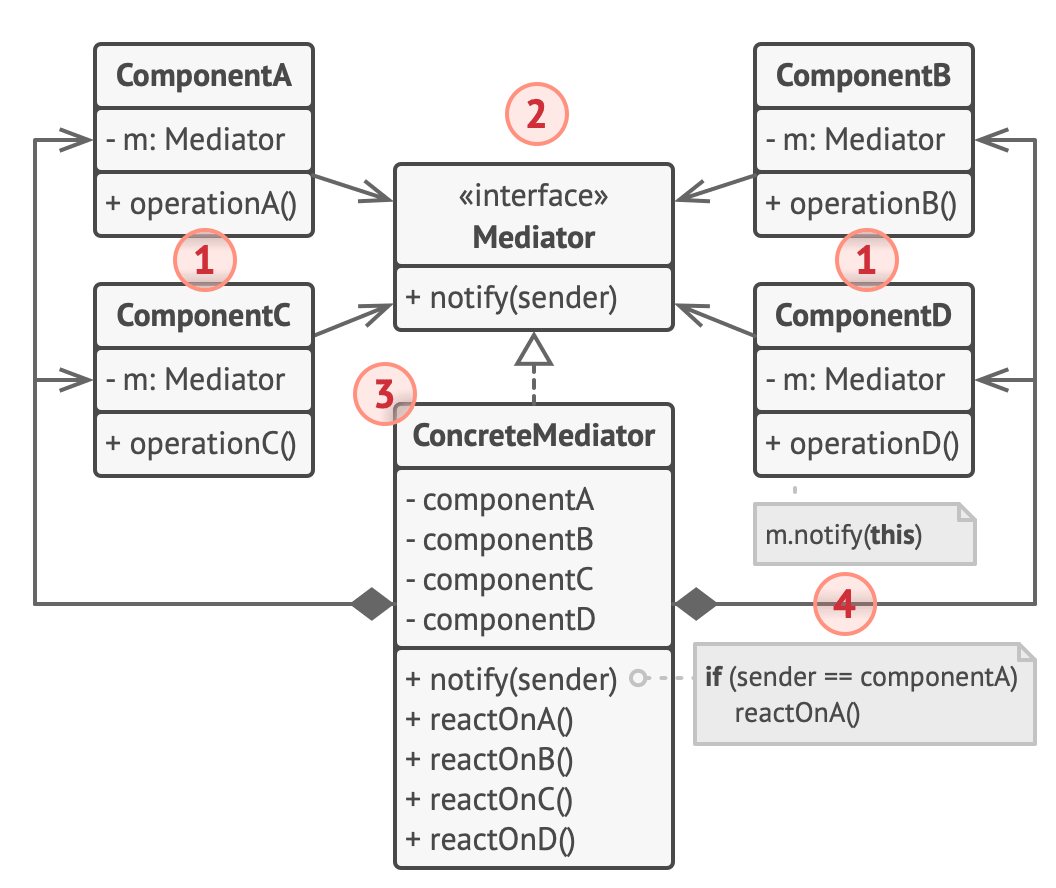 ComponentA
- m: Mediator
+ operationA()
1
ComponentC
- m: Mediator
+ operationC()
2
«interface»
Mediator
+ notify(sender)
3
ConcreteMediator
- componentA
- componentB
- componentC
- componentD
+ notify(sender)
+ reactOnA()
+ reactOnB()
+ reactOnC()
+ reactOnD()
ComponentB
- m: Mediator
+ operationB()
1
ComponentD
- m: Mediator
+ operationD()
m.notify(this)
4
if (sender == componentA)
reactOnA()